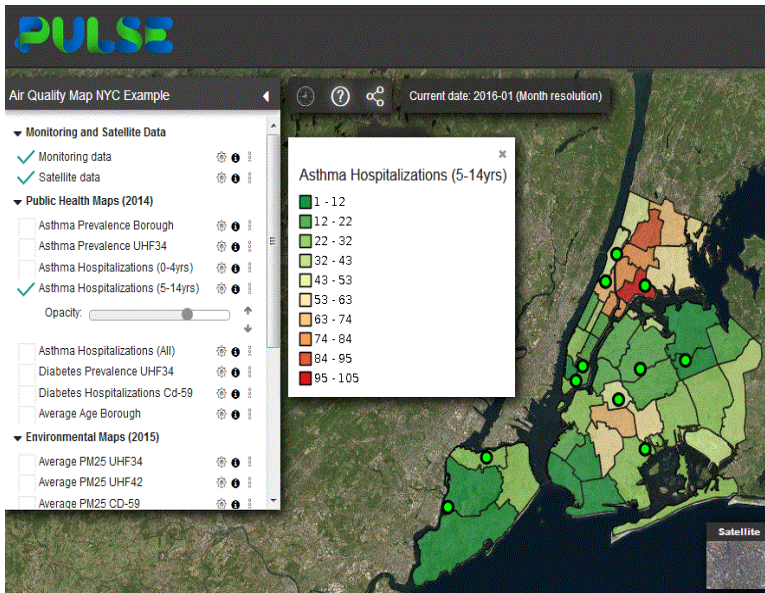 PULSE
Air Quality Map NYC Example
Current date: 2016-01 (Month resolution)
Monitoring and Satellite Data
Monitoring data
Satellite data
Public Health Maps (2014)
Asthma Prevalence Borough
Asthma Prevalence UHF34
Asthma Hospitalizations (0-4yrs)
Asthma Hospitalizations (5-14yrs)
Opacity:
Asthma Hospitalizations (All)
Diabetes Prevalence UHF34
Diabetes Hospitalizations Cd-59
Average Age Borough
Environmental Maps (2015)
Average PM25 UHF34
Average PM25 UHF42
Average PM25 CD-59
Asthma Hospitalizations (5-14yrs)
1 - 12
12 - 22
22 - 32
32 - 43
43 - 53
53 - 63
63 - 74
74 - 84
84 - 95
95 - 105
Satellite